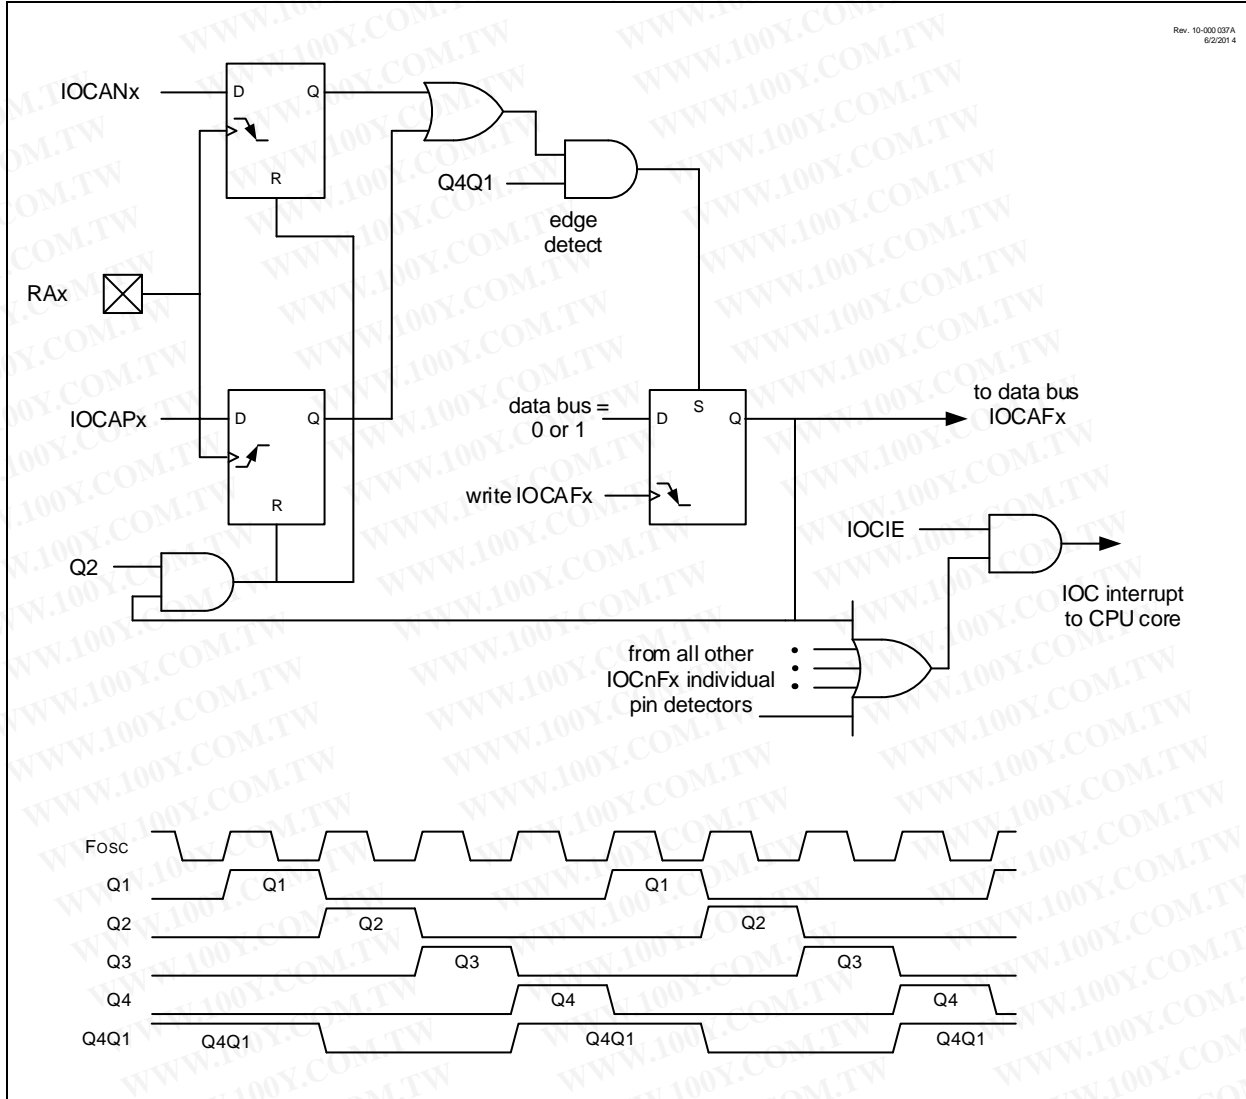 Rev. 10-000 037A
6/2/201 4
IOCANx
D
Q
R
Q4Q1
edge
detect
RAx
IOCAPx
D
Q
R
data bus =
0 or 1
S
D
Q
write IOCAFx
to data bus
IOCAFx
IOCIE
Q2
IOC interrupt
to CPU core
from all other
IOCnFx individual
pin detectors
FOSC
Q1
Q1
Q1
Q2
Q2
Q2
Q3
Q3
Q3
Q4
Q4
Q4
Q4Q1
Q4Q1
Q4Q1
Q4Q1
WWW.100Y.COM.TW